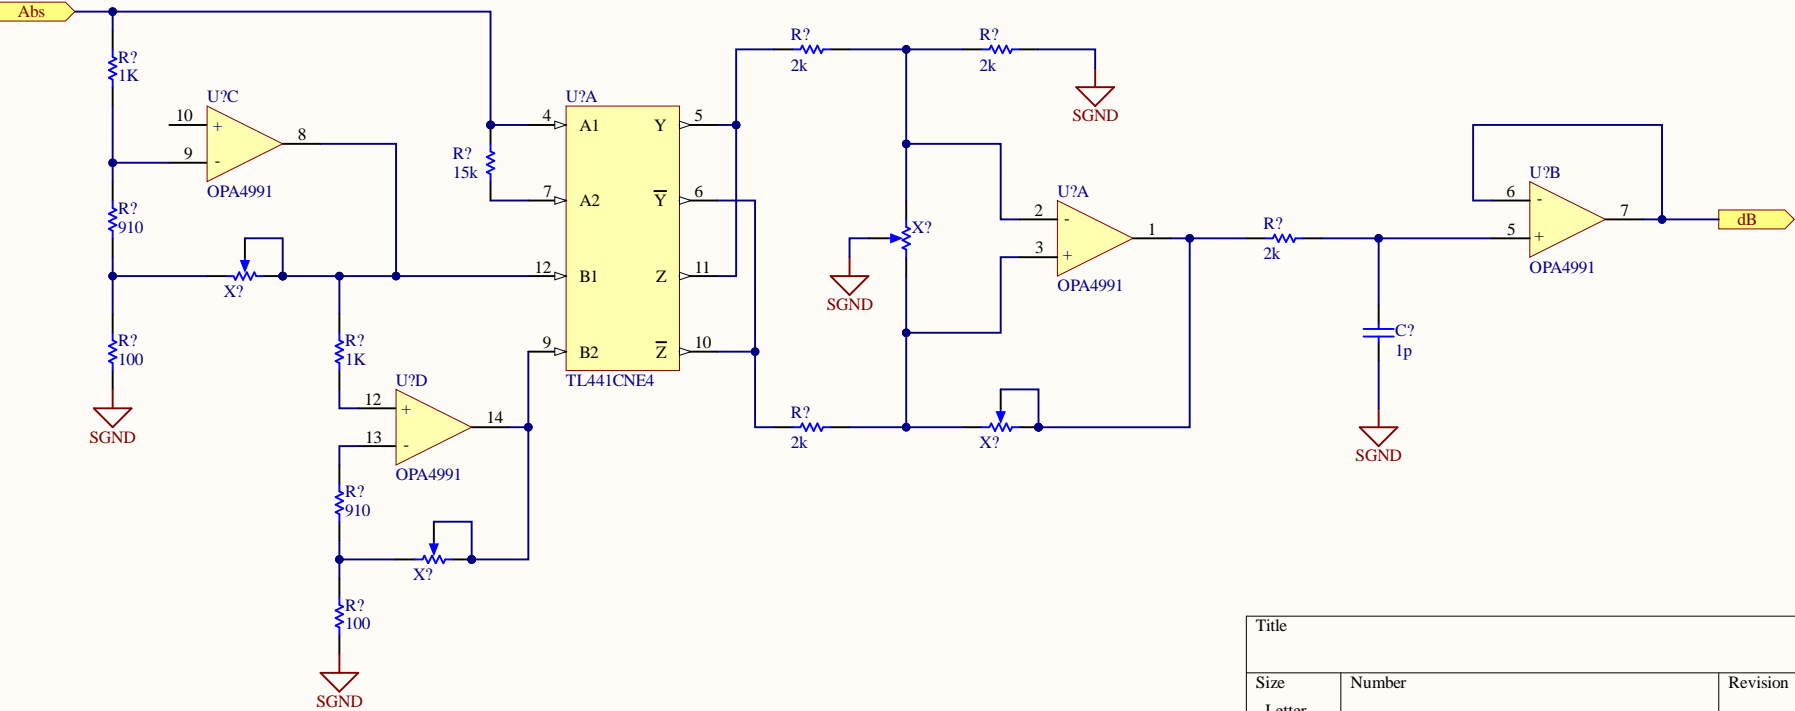 Abs
R?
1K
U?C
10
+
9
-
8
OPA4991
R?
910
X?
R?
100
SGND
R?
15k
U?A
4
A1
Y
5
7
A2
Y
6
12
B1
Z
11
9
B2
Z
10
TL441CNE4
R?
1K
U?D
12
+
13
-
14
OPA4991
R?
910
X?
R?
100
SGND
R?
2k
R?
2k
SGND
X?
SGND
U?A
2
-
3
+
1
OPA4991
R?
2k
X?
R?
2k
C?
1p
SGND
U?B
6
-
5
+
7
OPA4991
dB
Title
Size
Number
Revision
Letter